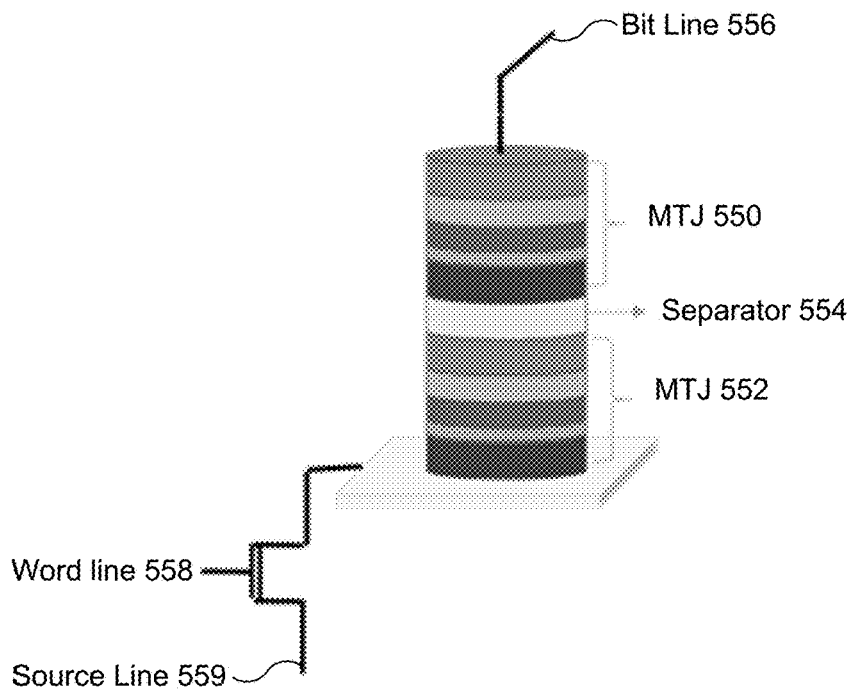 Bit Line 556
MTJ 550
Separator 554
MTJ 552
Word line 558
Source Line 559